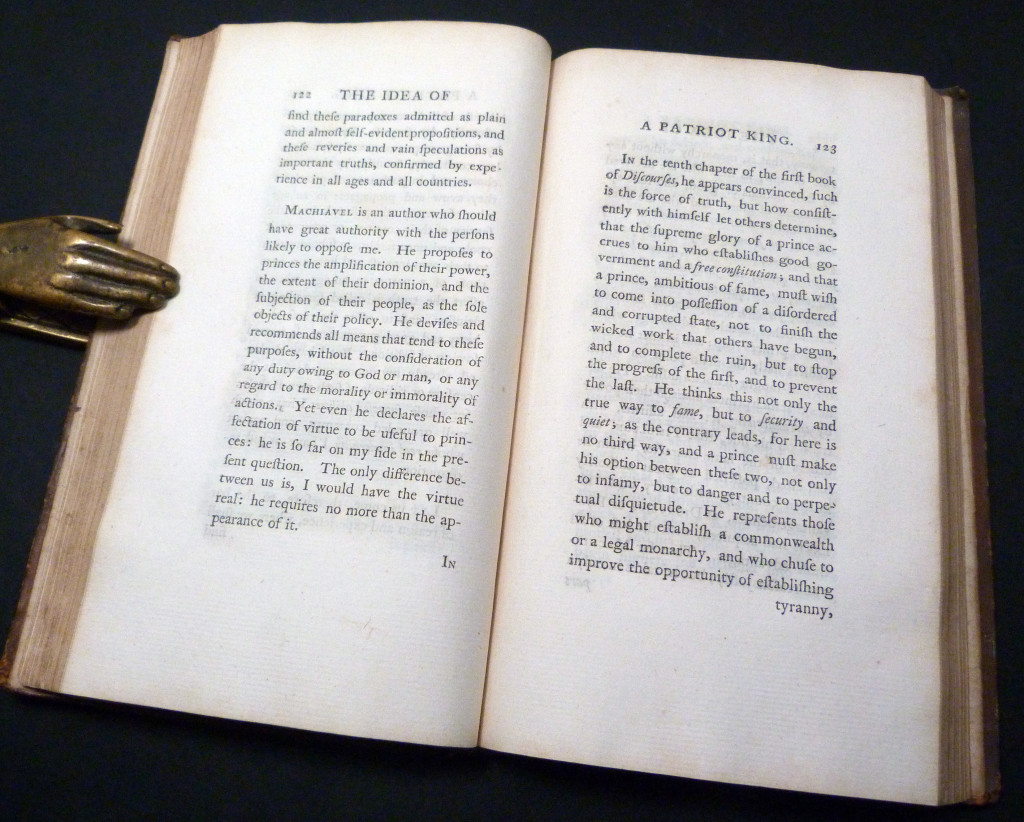 122 THE IDEA OF
find theſe paradoxes admitted as plain
and almoſt ſelf-evident propoſitions, and
theſe reveries and vain ſpeculations as
important truths, confirmed by expe-
rience in all ages and all countries.
MACHIAVEL is an author who ſhould
have great authority with the perſons
likely to oppoſe me. He propoſes to
princes the amplification of their power,
the extent of their dominion, and the
ſubjection of their people, as the ſole
objects of their policy. He deviſes and
recommends all means that tend to theſe
purpoſes, without the conſideration of
any duty owing to God or man, or any
regard to the morality or immorality of
actions. Yet even he declares the af-
fectation of virtue to be uſeful to prin-
ces: he is ſo far on my ſide in the pre-
ſent queſtion. The only difference be-
tween us is, I would have the virtue
real: he requires no more than the ap-
pearance of it.
IN
A PATRIOT KING. 123
IN the tenth chapter of the firſt book
of Diſcourſes, he appears convinced, ſuch
is the force of truth, but how conſiſt-
ently with himſelf let others determine,
that the ſupreme glory of a prince ac-
crues to him who eſtabliſhes good go-
vernment and a free conſtitution; and that
a prince, ambitious of fame, muſt wiſh
to come into poſſeſſion of a diſordered
and corrupted ſtate, not to finiſh the
wicked work that others have begun,
and to complete the ruin, but to ſtop
the progreſs of the firſt, and to prevent
the laſt. He thinks this not only the
true way to fame, but to ſecurity and
quiet; as the contrary leads, for here is
no third way, and a prince nuſt make
his option between theſe two, not only
to infamy, but to danger and to perpe-
tual diſquietude. He repreſents thoſe
who might eſtabliſh a commonwealth
or a legal monarchy, and who chuſe to
improve the opportunity of eſtabliſhing
tyranny,